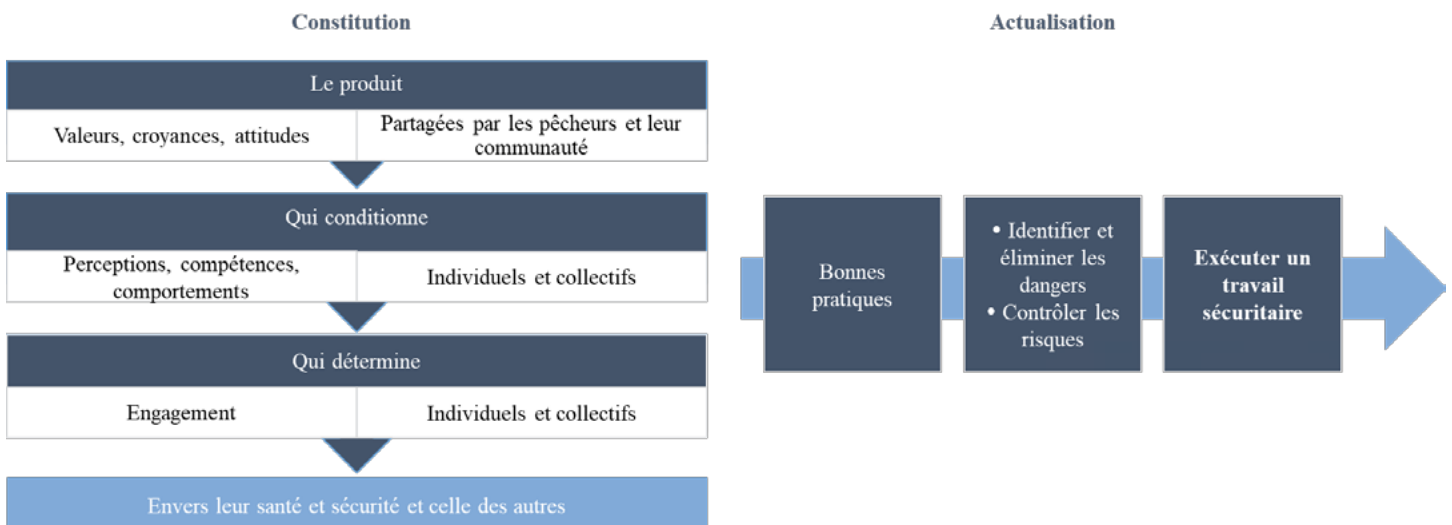 Constitution
Le produit
Valeurs, croyances, attitudes
Partagées par les pêcheurs et leur
communauté
Qui conditionne
Perceptions, compétences,
comportements
Individuels et collectifs
Qui détermine
Engagement
Individuels et collectifs
Envers leur santé et sécurité et celle des autres
Actualisation
Bonnes
pratiques
• Identifier et
éliminer les
dangers
• Contrôler les
risques
Exécuter un
travail
sécuritaire